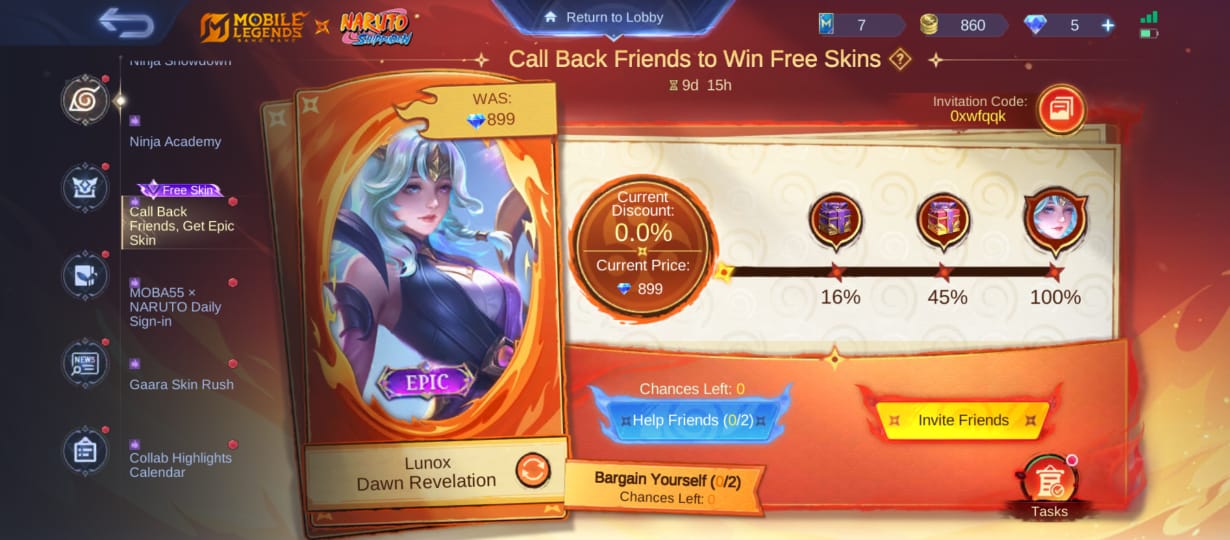 MOBILE
LEGENDS
BANG BANG
NARUTO
SHIPPUDEN
Return to Lobby
7
860
5
Ninja Showdown
Call Back Friends to Win Free Skins
?
9d 15h
Invitation Code:
0xwfqqk
Ninja Academy
Free Skin
Call Back
Friends, Get Epic
Skin
MOBA55 ×
NARUTO Daily
Sign-in
NEWS
Gaara Skin Rush
Collab Highlights
Calendar
WAS:
899
EPIC
Lunox
Dawn Revelation
Current
Discount:
0.0%
Current Price:
899
16%
45%
100%
Chances Left: 0
Help Friends (0/2)
Invite Friends
Bargain Yourself (0/2)
Chances Left: 0
Tasks